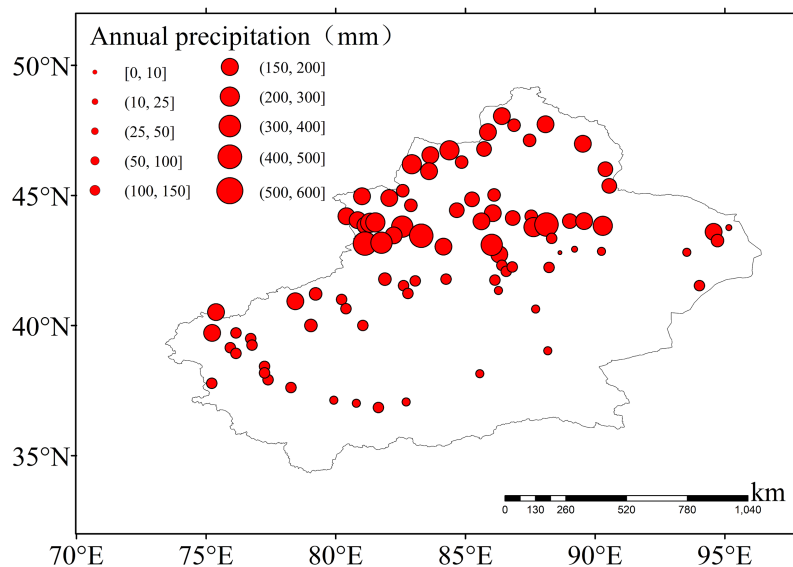 Annual precipitation（mm）
[0, 10]
(10, 25]
(25, 50]
(50, 100]
(100, 150]
(150, 200]
(200, 300]
(300, 400]
(400, 500]
(500, 600]
50°N
45°N
40°N
35°N
km
0 130 260 520 780 1,040
70°E 75°E 80°E 85°E 90°E 95°E